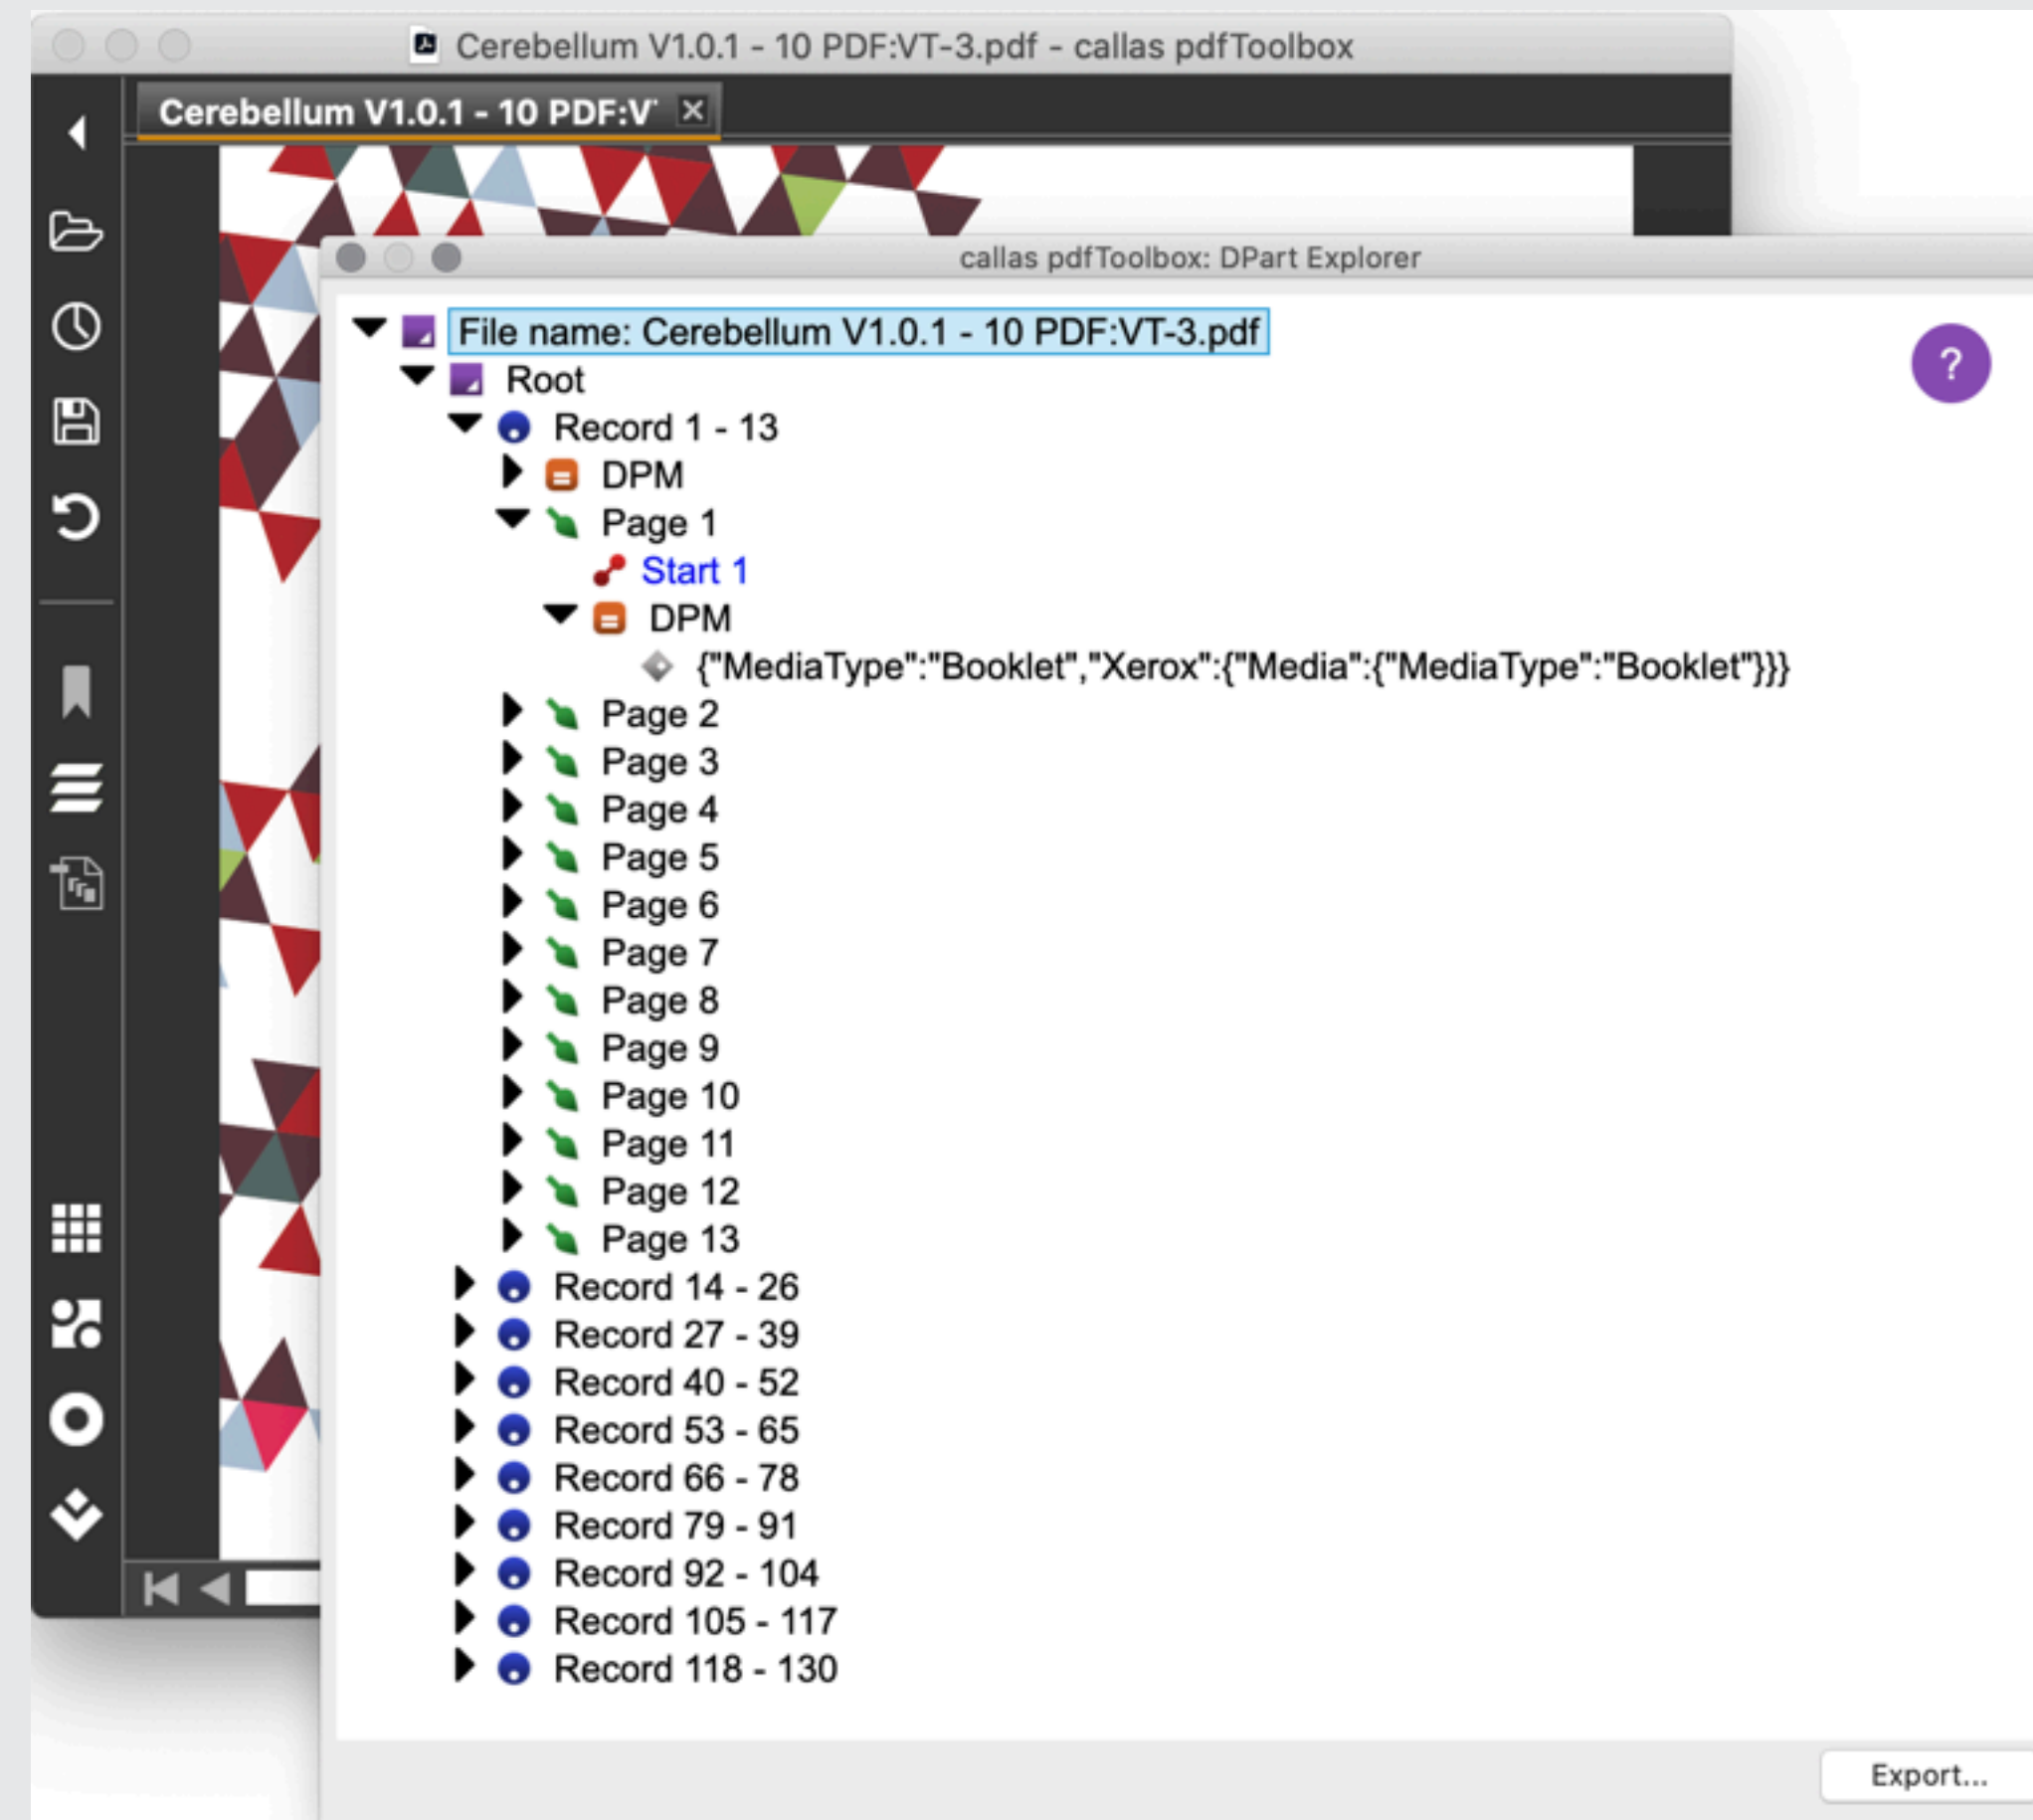 Cerebellum V1.0.1 - 10 PDF:VT-3.pdf - callas pdfToolbox
Cerebellum V1.0.1 - 10 PDF:V
callas pdfToolbox: DPart Explorer
File name: Cerebellum V1.0.1 - 10 PDF:VT-3.pdf
?
Root
Record 1 - 13
DPM
Page 1
Start 1
DPM
{"MediaType":"Booklet","Xerox":{"Media":{"MediaType":"Booklet"}}}
Page 2
Page 3
Page 4
Page 5
Page 6
Page 7
Page 8
Page 9
Page 10
Page 11
Page 12
Page 13
Record 14 - 26
Record 27 - 39
Record 40 - 52
Record 53 - 65
Record 66 - 78
Record 79 - 91
Record 92 - 104
Record 105 - 117
Record 118 - 130
Export...